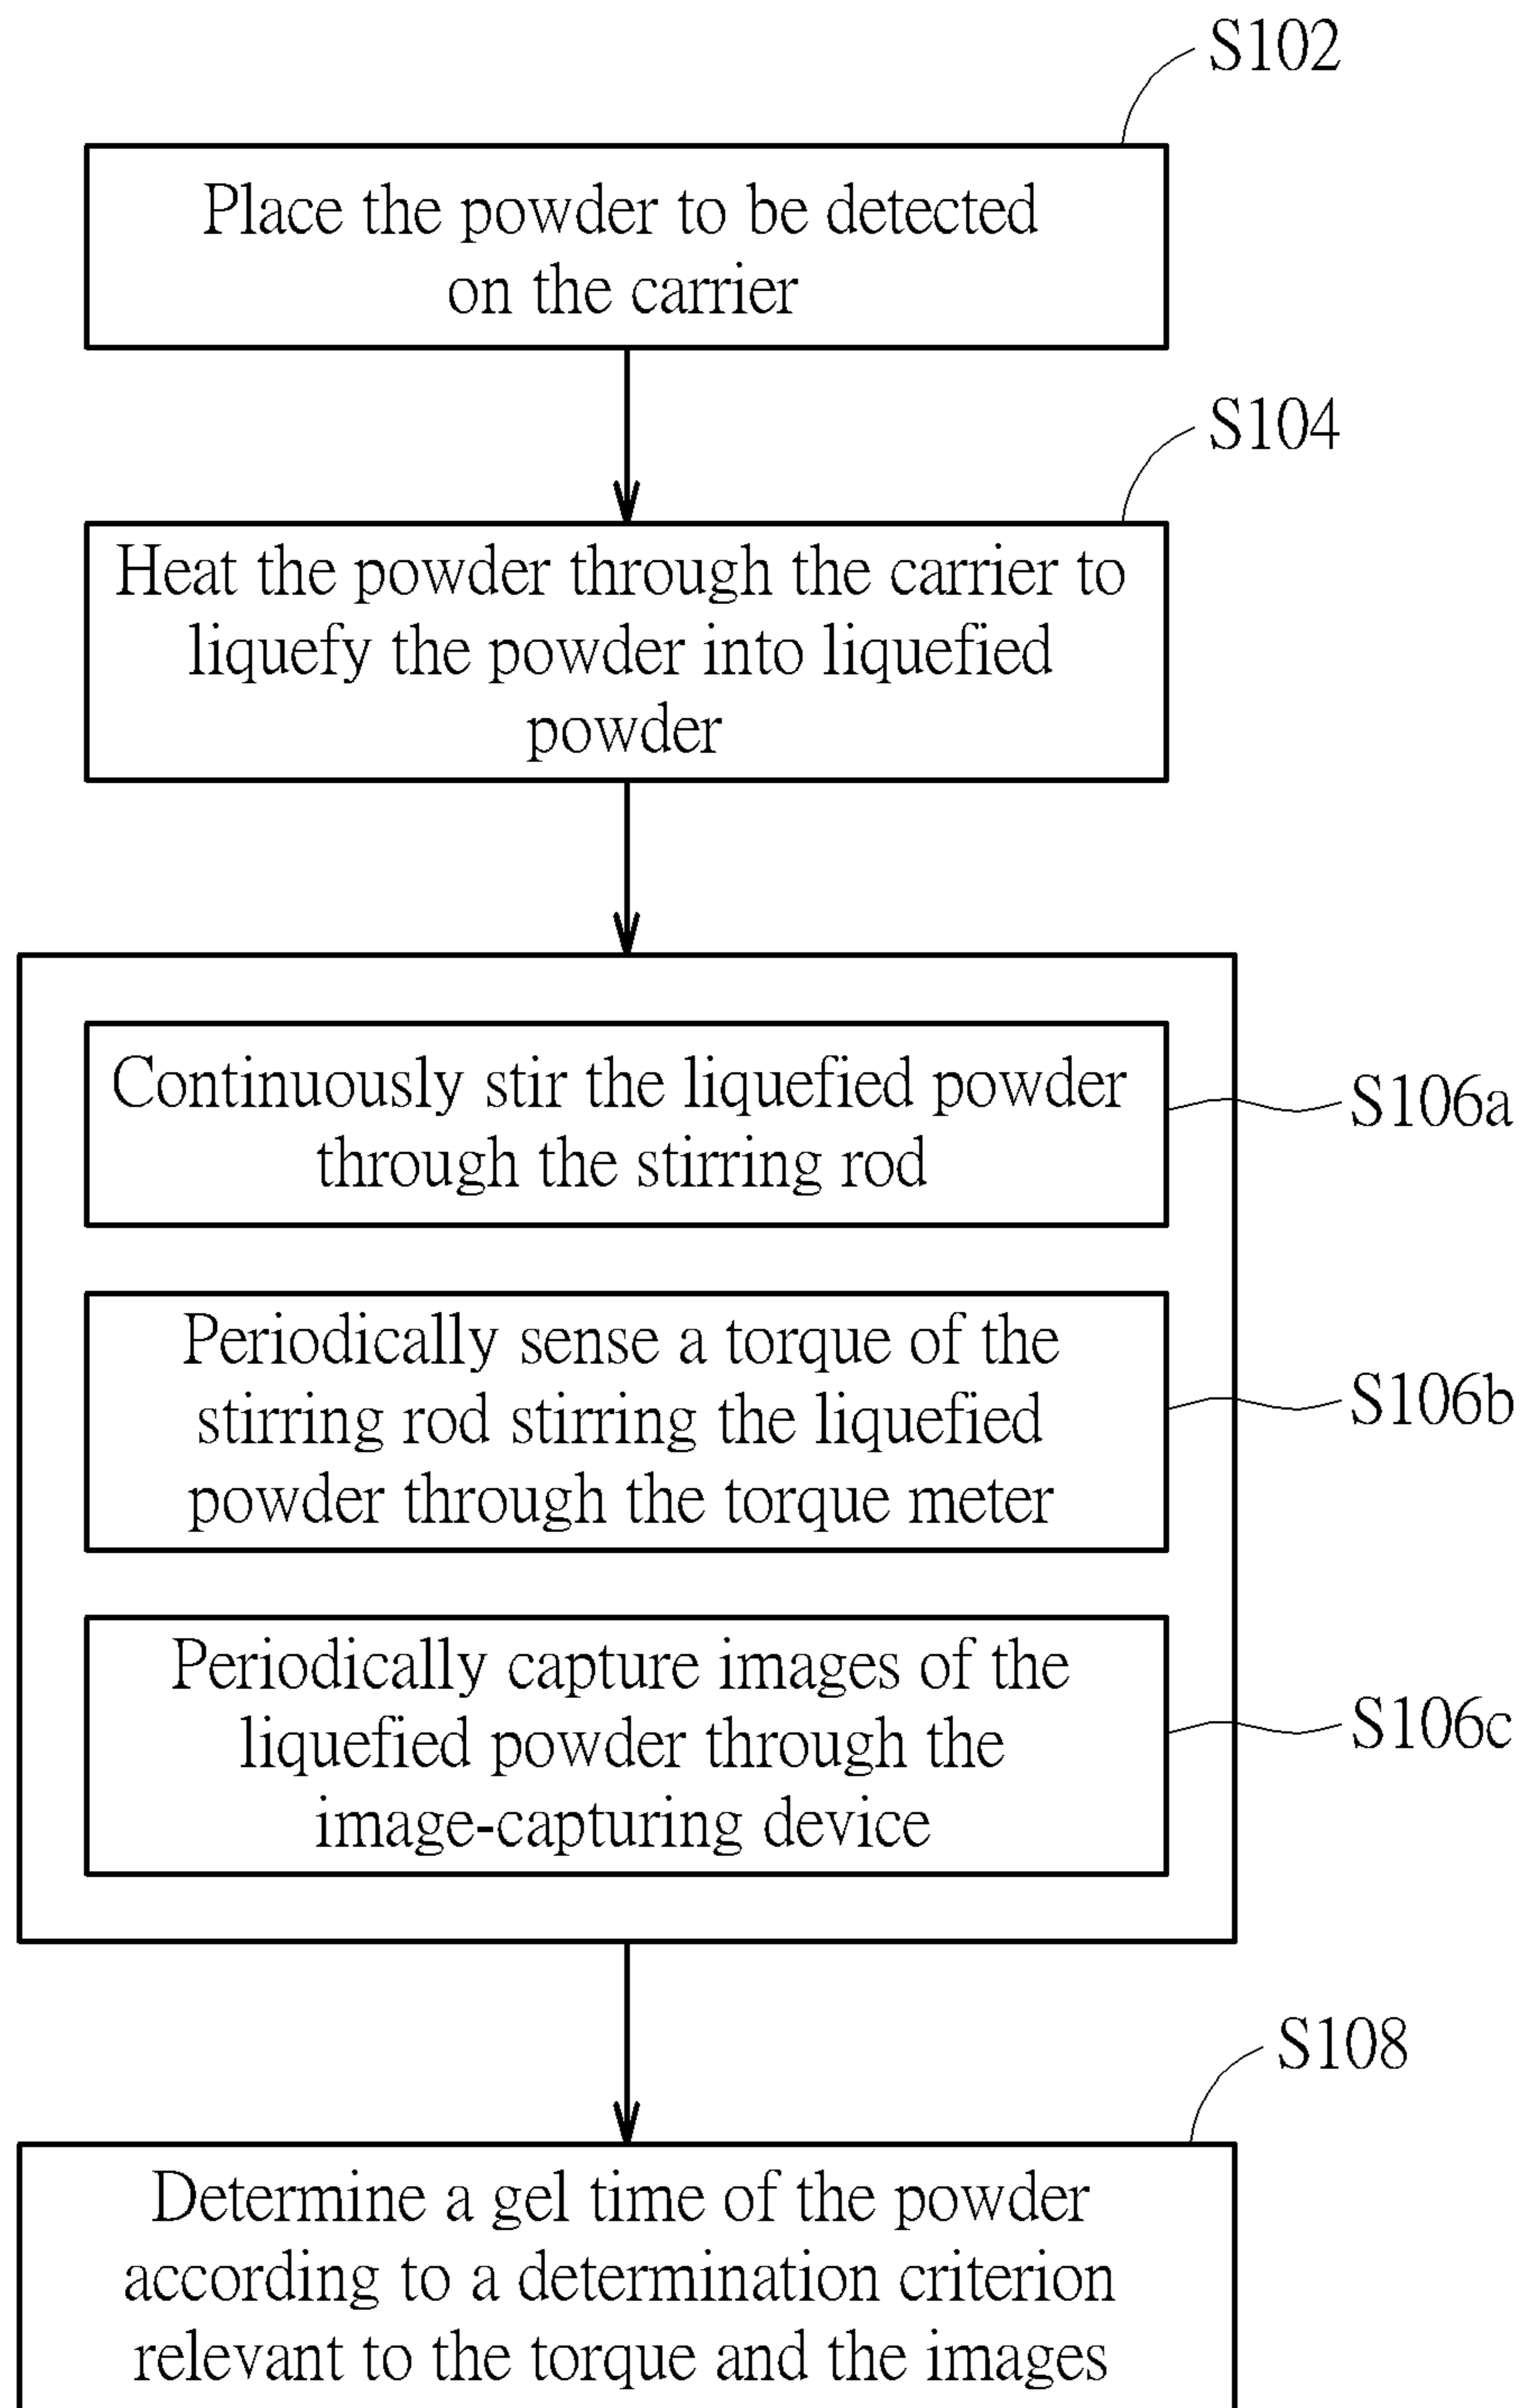 S102
Place the powder to be detected
on the carrier
S104
Heat the powder through the carrier to
liquefy the powder into liquefied
powder
Continuously stir the liquefied powder
through the stirring rod
S106a
Periodically sense a torque of the
stirring rod stirring the liquefied
powder through the torque meter
S106b
Periodically capture images of the
liquefied powder through the
image-capturing device
S106c
S108
Determine a gel time of the powder
according to a determination criterion
relevant to the torque and the images